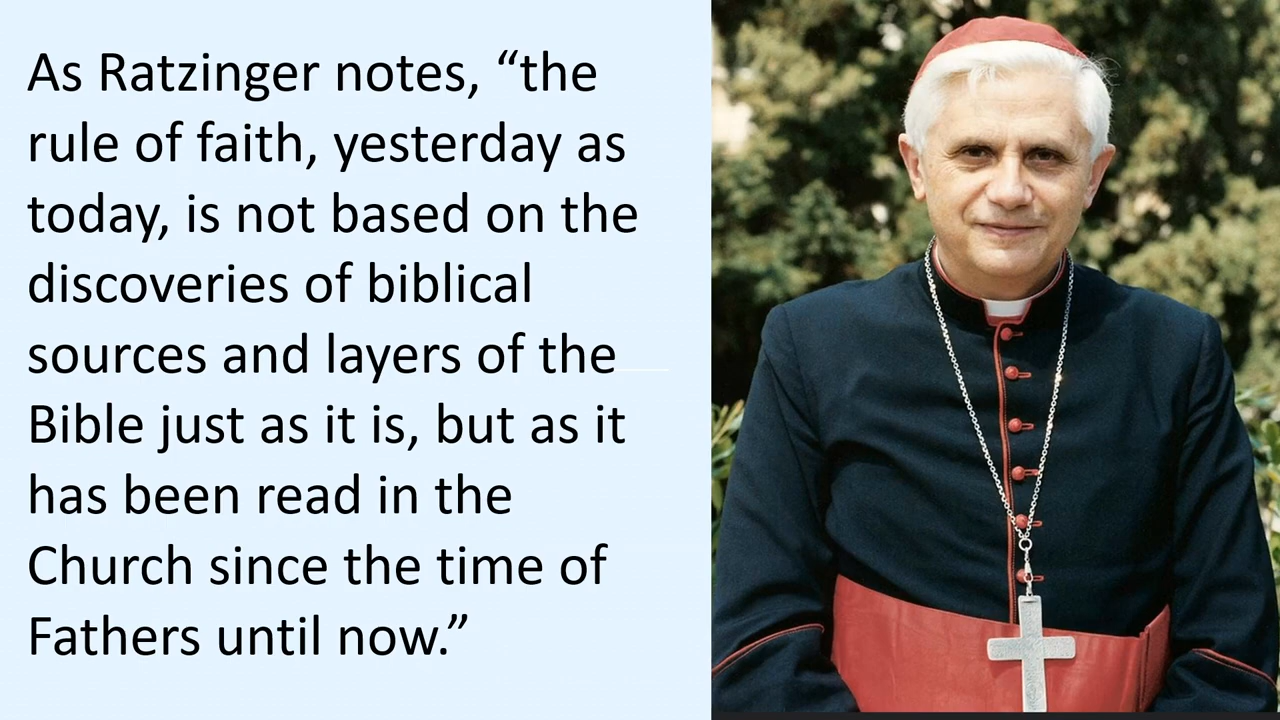 As Ratzinger notes, “the
rule of faith, yesterday as
today, is not based on the
discoveries of biblical
sources and layers of the
Bible just as it is, but as it
has been read in the
Church since the time of
Fathers until now.”